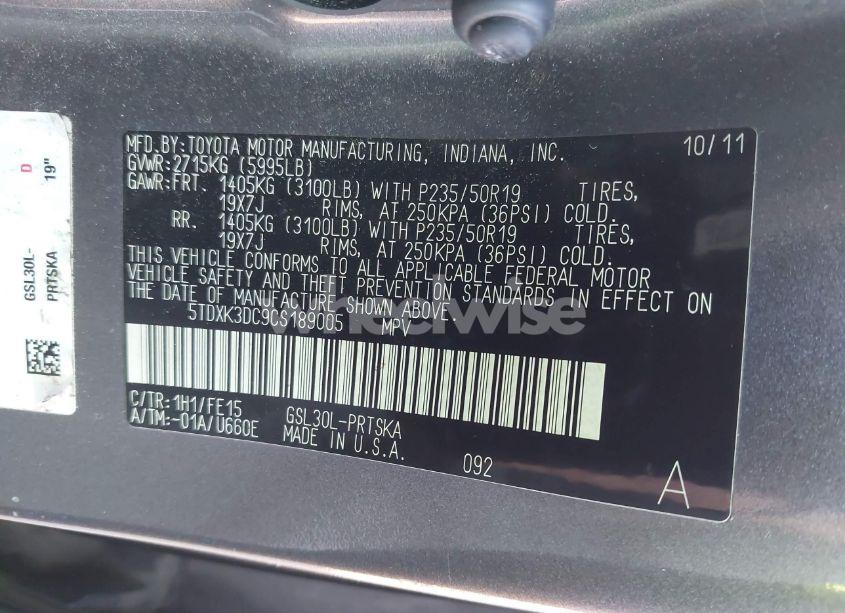 MFD.BY:TOYOTA MOTOR MANUFACTURING, INDIANA, INC. 10/11
GVWR:2715KG (5995LB)
GAWR:FRT. 1405KG (3100LB) WITH P235/50R19 TIRES,
19X7J RIMS, AT 250KPA (36PSI) COLD.
RR. 1405KG (3100LB) WITH P235/50R19 TIRES,
19X7J RIMS, AT 250KPA (36PSI) COLD.
THIS VEHICLE CONFORMS TO ALL APPLICABLE FEDERAL MOTOR
VEHICLE SAFETY AND THEFT PREVENTION STANDARDS IN EFFECT ON
THE DATE OF MANUFACTURE SHOWN ABOVE.
5TDXK3DC9CS189005 MPV
C/TR:1H1/FE15 GSL30L-PRTSKA
A/TM:-01A/U660E MADE IN U.S.A.
092
A
GSL30L-
PRTSKA
D
19"
wheelwise